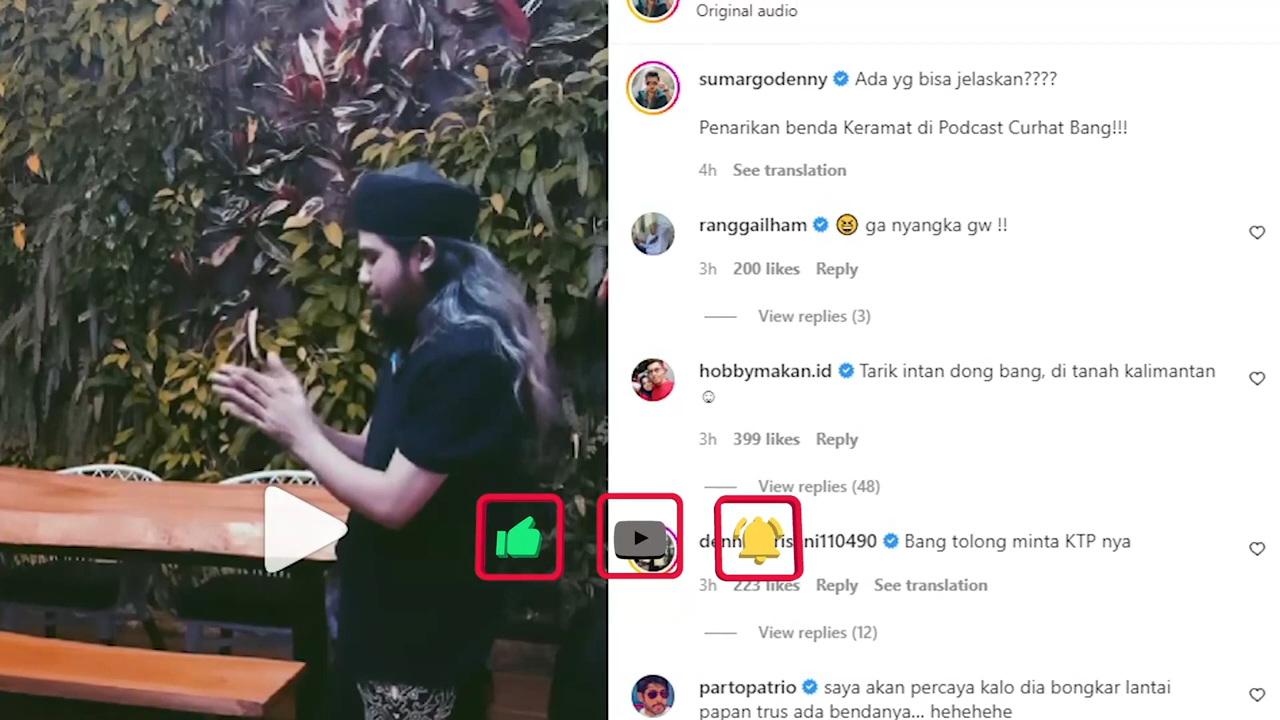 Original audio
sumargodenny Ada yg bisa jelaskan????
Penarikan benda Keramat di Podcast Curhat Bang!!!
4h See translation
ranggailham 😆 ga nyangka gw !!
3h 200 likes Reply
View replies (3)
hobbymakan.id Tarik intan dong bang, di tanah kalimantan
☺
3h 399 likes Reply
View replies (48)
Bang tolong minta KTP nya
3h 223 likes Reply See translation
View replies (12)
partopatrio saya akan percaya kalo dia bongkar lantai
papan trus ada bendanya... hehehehe